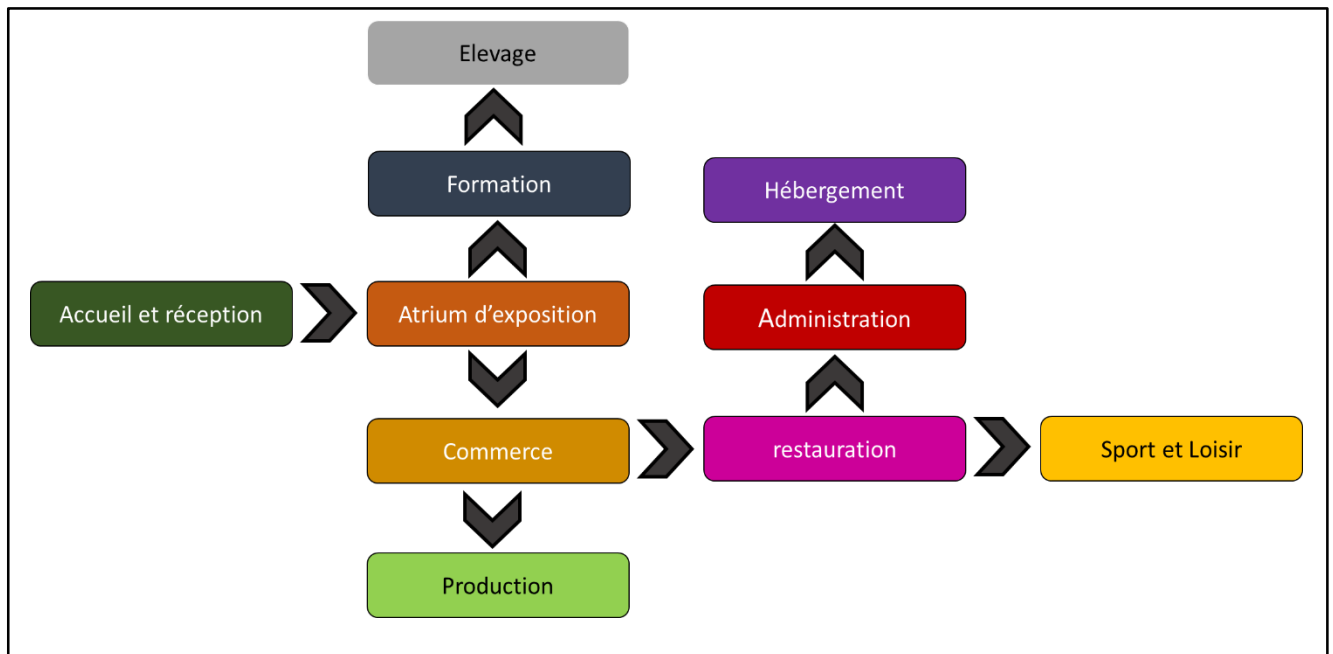 Elevage
Formation
Hébergement
Accueil et réception
Atrium d’exposition
Administration
Commerce
restauration
Sport et Loisir
Production